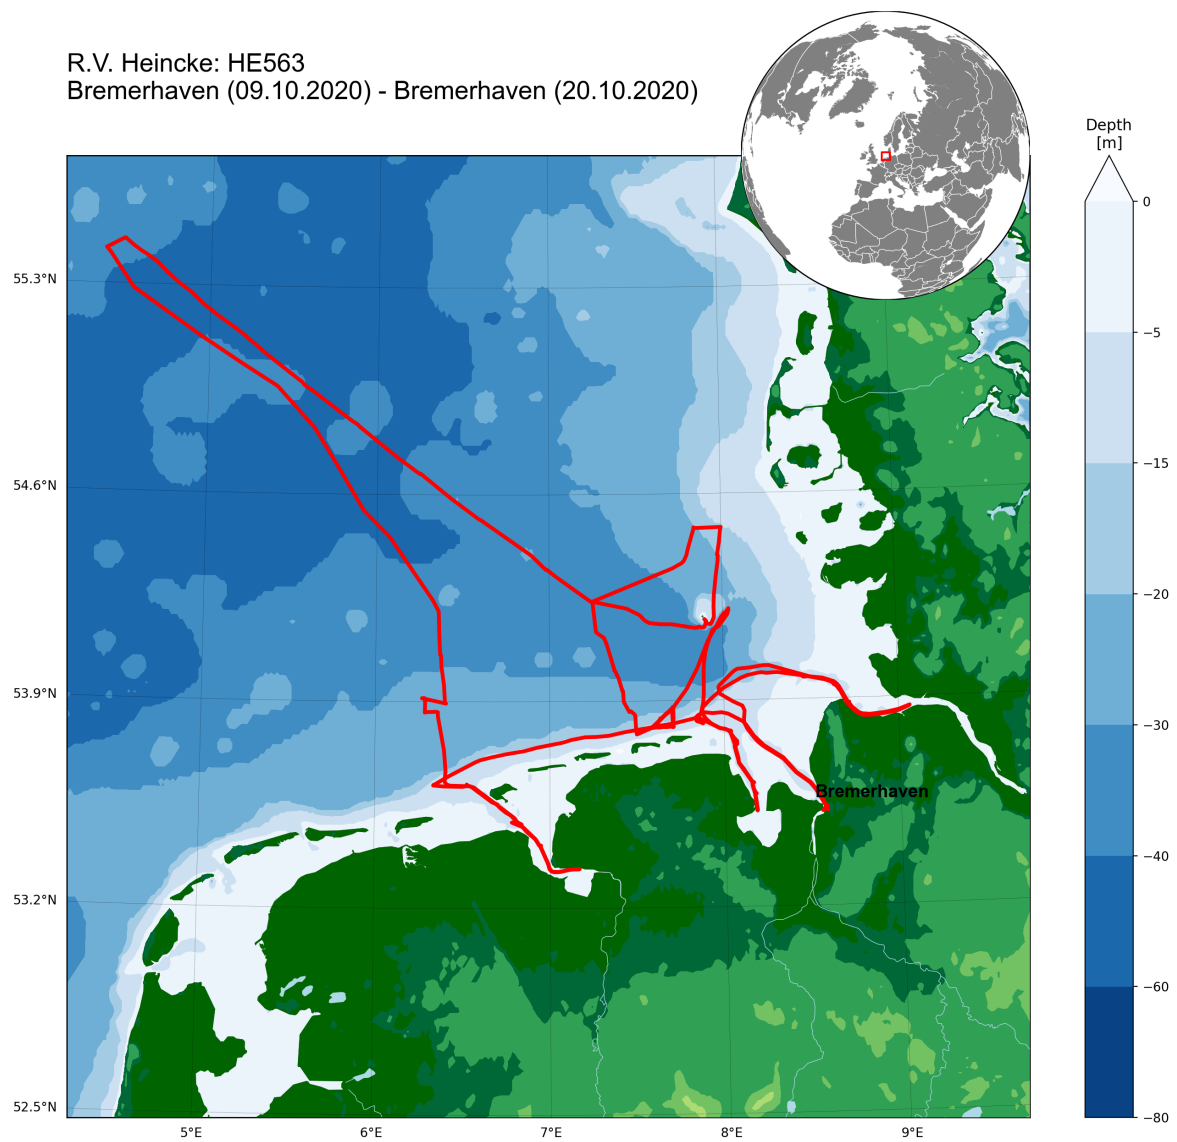 R.V. Heincke: HE563
Bremerhaven (09.10.2020) - Bremerhaven (20.10.2020)
Depth
[m]
0
−5
−15
−20
−30
−40
−60
−80
55.3°N
54.6°N
53.9°N
53.2°N
52.5°N
Bremerhaven
5°E
6°E
7°E
8°E
9°E